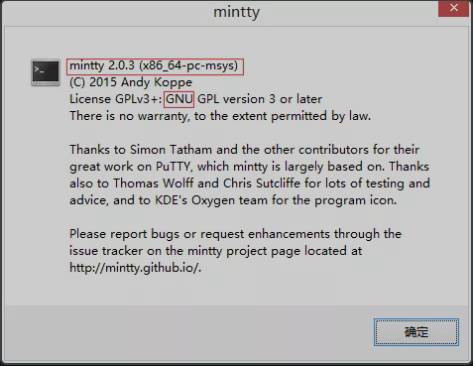 mintty
mintty 2.0.3 (x86_64-pc-msys)
(C) 2015 Andy Koppe
License GPLv3+: GNU GPL version 3 or later
There is no warranty, to the extent permitted by law.
Thanks to Simon Tatham and the other contributors for their
great work on PuTTY, which mintty is largely based on. Thanks
also to Thomas Wolff and Chris Sutcliffe for lots of testing and
advice, and to KDE's Oxygen team for the program icon.
Please report bugs or request enhancements through the
issue tracker on the mintty project page located at
http://mintty.github.io/.
确定